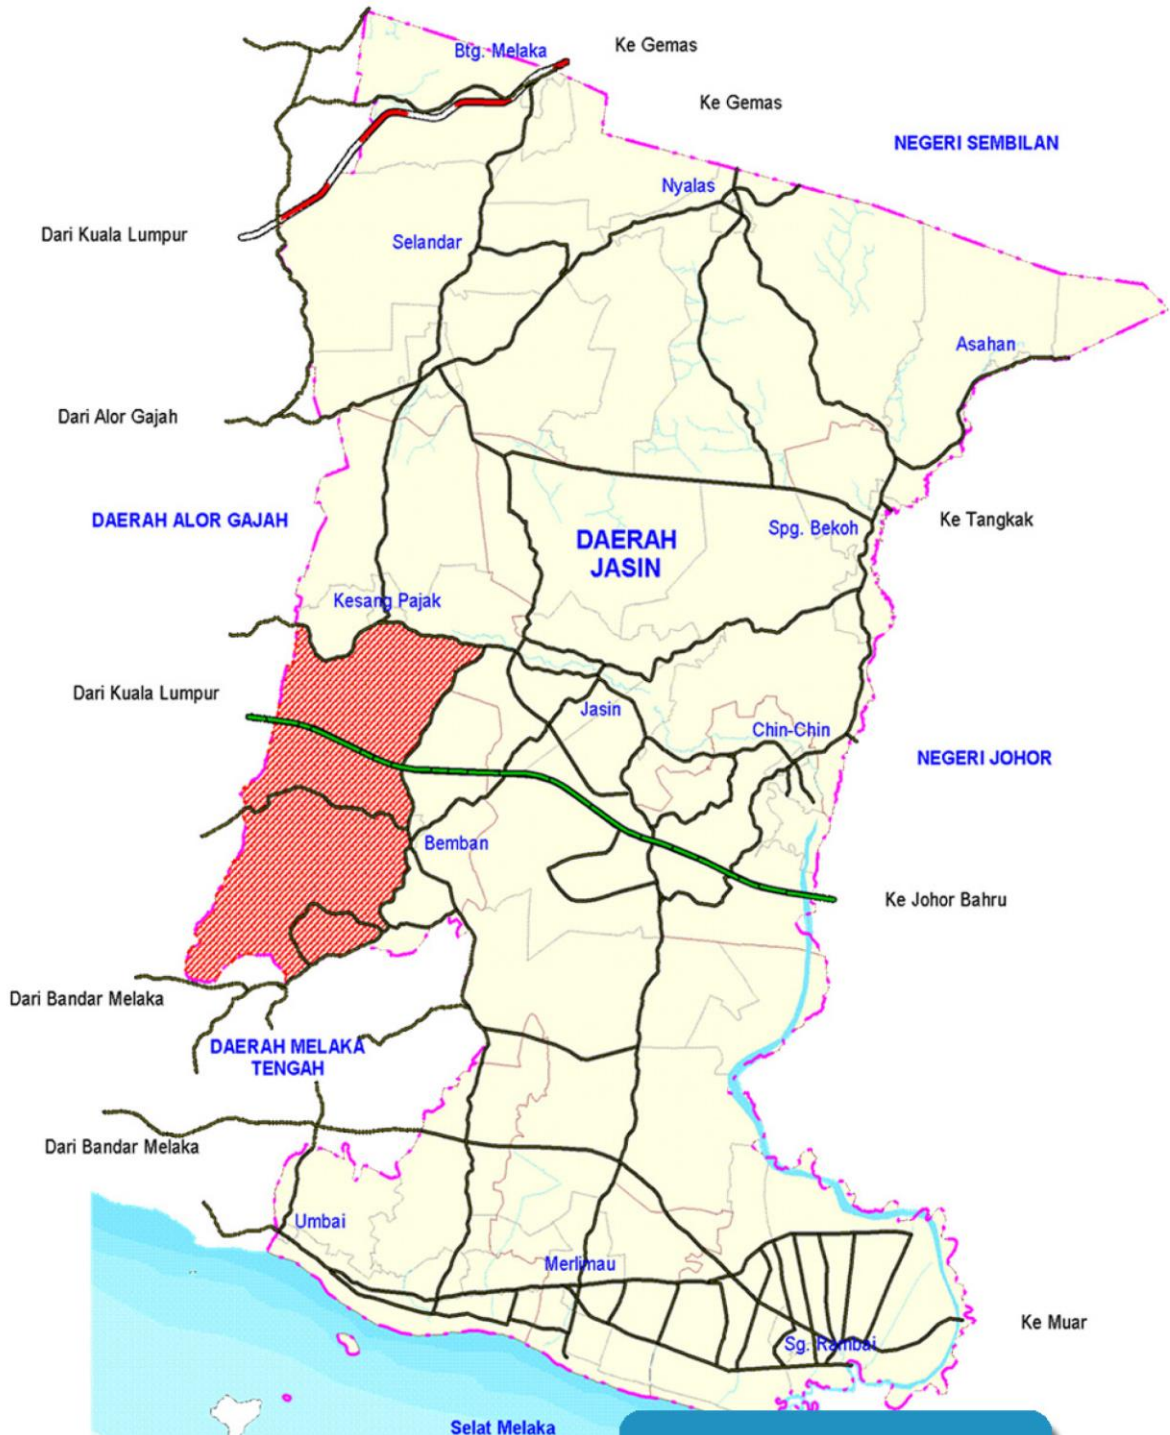 Btg. Melaka
Ke Gemas
Ke Gemas
NEGERI SEMBILAN
Nyalas
Dari Kuala Lumpur
Selandar
Asahan
Dari Alor Gajah
DAERAH ALOR GAJAH
DAERAH
JASIN
Spg. Bekoh
Ke Tangkak
Kesang Pajak
Dari Kuala Lumpur
Jasin
Chin-Chin
NEGERI JOHOR
Bemban
Ke Johor Bahru
Dari Bandar Melaka
DAERAH MELAKA
TENGAH
Dari Bandar Melaka
Umbai
Merlimau
Ke Muar
Sg. Rambai
Selat Melaka